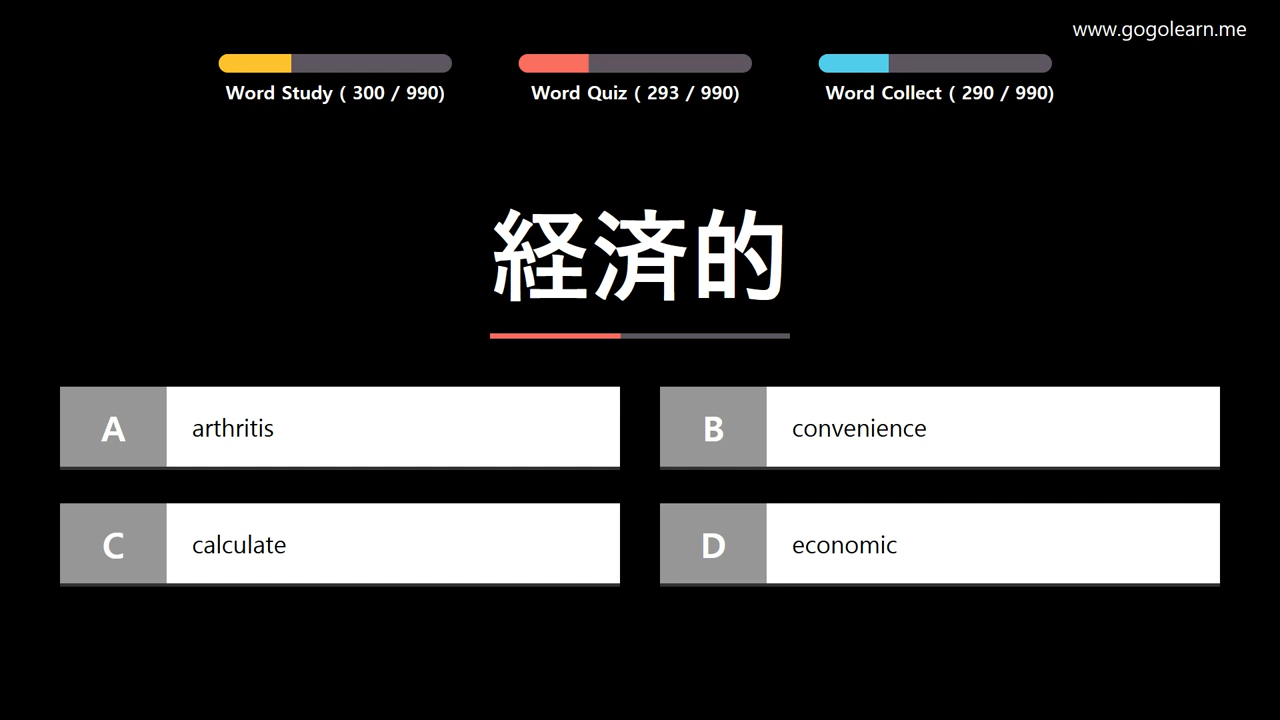 www.gogolearn.me
Word Study ( 300 / 990)
Word Quiz ( 293 / 990)
Word Collect ( 290 / 990)
経済的
A
arthritis
B
convenience
C
calculate
D
economic